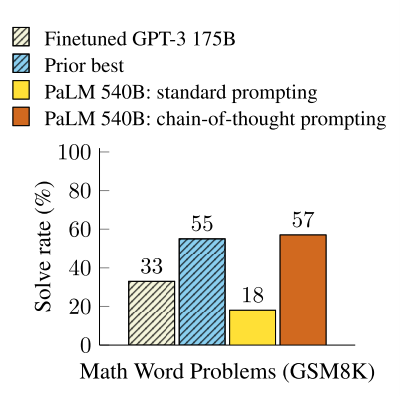 Finetuned GPT-3 175B
Prior best
PaLM 540B: standard prompting
PaLM 540B: chain-of-thought prompting
100
80
60
40
20
0
Solve rate (%)
33
55
18
57
Math Word Problems (GSM8K)